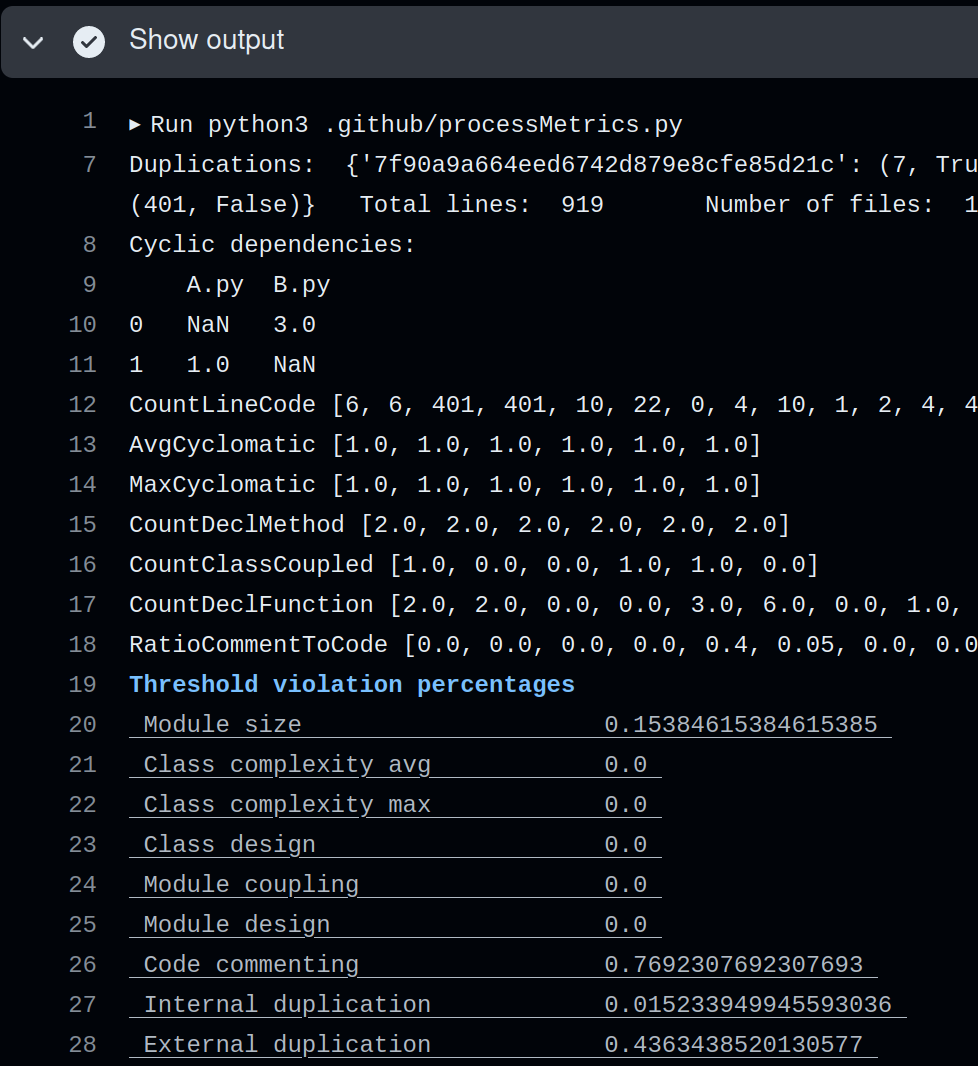 Show output
1 ▶ Run python3 .github/processMetrics.py
7 Duplications: {'7f90a9a664eed6742d879e8cfe85d21c': (7, Tru
(401, False)} Total lines: 919 Number of files: 1
8 Cyclic dependencies:
9 A.py B.py
10 0 NaN 3.0
11 1 1.0 NaN
12 CountLineCode [6, 6, 401, 401, 10, 22, 0, 4, 10, 1, 2, 4, 4
13 AvgCyclomatic [1.0, 1.0, 1.0, 1.0, 1.0, 1.0]
14 MaxCyclomatic [1.0, 1.0, 1.0, 1.0, 1.0, 1.0]
15 CountDeclMethod [2.0, 2.0, 2.0, 2.0, 2.0, 2.0]
16 CountClassCoupled [1.0, 0.0, 0.0, 1.0, 1.0, 0.0]
17 CountDeclFunction [2.0, 2.0, 0.0, 0.0, 3.0, 6.0, 0.0, 1.0,
18 RatioCommentToCode [0.0, 0.0, 0.0, 0.0, 0.4, 0.05, 0.0, 0.0
19 Threshold violation percentages
20 Module size 0.15384615384615385
21 Class complexity avg 0.0
22 Class complexity max 0.0
23 Class design 0.0
24 Module coupling 0.0
25 Module design 0.0
26 Code commenting 0.7692307692307693
27 Internal duplication 0.015233949945593036
28 External duplication 0.4363438520130577